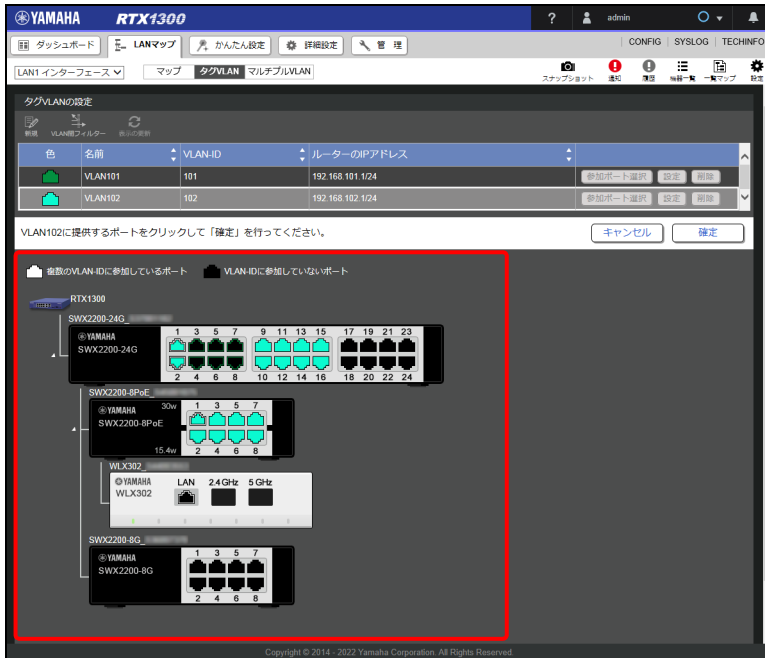 YAMAHA RTX1300 ? admin
ダッシュボード LANマップ かんたん設定 詳細設定 管 理 CONFIG SYSLOG TECHINFO
LAN1 インターフェース マップ タグVLAN マルチプルVLAN スナップショット 通知 履歴 機器一覧 一覧マップ 設定
タグVLANの設定
新規 VLAN間フィルター 表示の更新
色 名前 VLAN-ID ルーターのIPアドレス
VLAN101 101 192.168.101.1/24 参加ポート選択 設定 削除
VLAN102 102 192.168.102.1/24 参加ポート選択 設定 削除
VLAN102に提供するポートをクリックして「確定」を行ってください。 キャンセル 確定
複数のVLAN-IDに参加しているポート VLAN-IDに参加していないポート
RTX1300
SWX2200-24G_
YAMAHA
SWX2200-24G
1 3 5 7 9 11 13 15 17 19 21 23
2 4 6 8 10 12 14 16 18 20 22 24
SWX2200-8PoE_
YAMAHA
SWX2200-8PoE
30w 1 3 5 7
15.4w 2 4 6 8
WLX302_
YAMAHA
WLX302
LAN 2.4 GHz 5 GHz
SWX2200-8G_
YAMAHA
SWX2200-8G
1 3 5 7
2 4 6 8
Copyright © 2014 - 2022 Yamaha Corporation. All Rights Reserved.